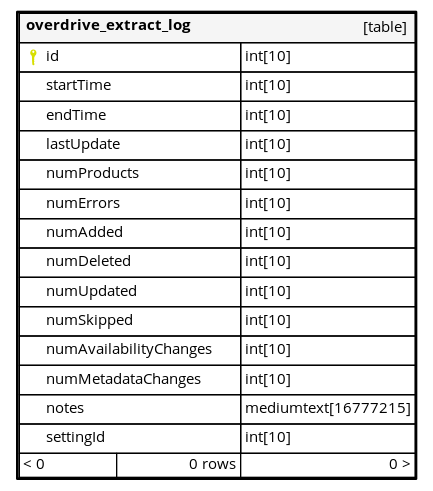 overdrive_extract_log [table]
id int[10]
startTime int[10]
endTime int[10]
lastUpdate int[10]
numProducts int[10]
numErrors int[10]
numAdded int[10]
numDeleted int[10]
numUpdated int[10]
numSkipped int[10]
numAvailabilityChanges int[10]
numMetadataChanges int[10]
notes mediumtext[16777215]
settingId int[10]
< 0 0 rows 0 >